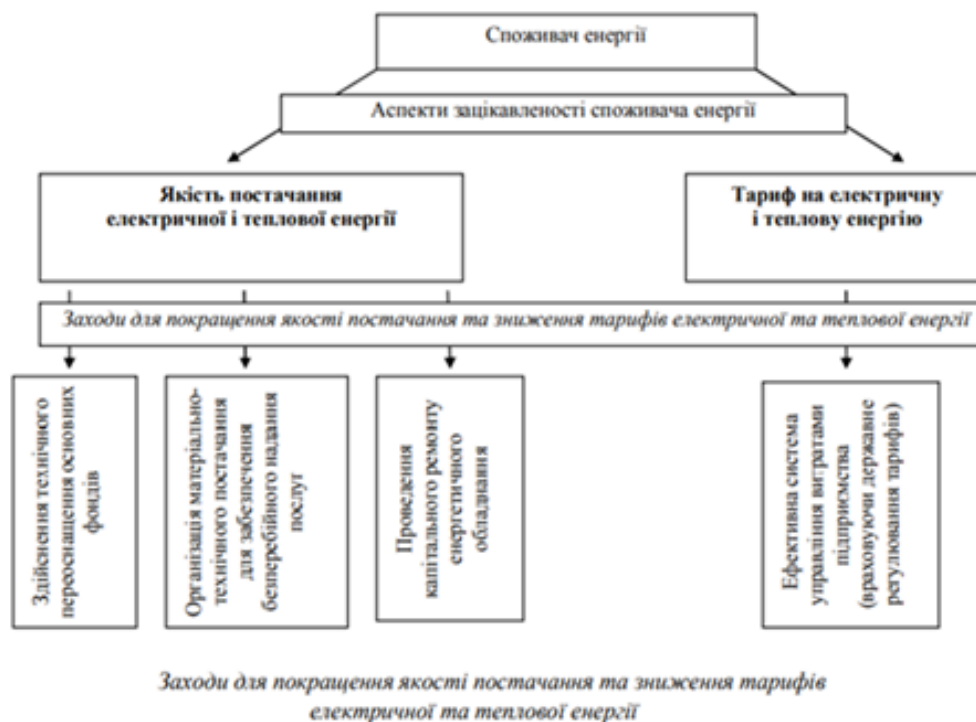 Споживач енергії
Аспекти зацікавленості споживача енергії
Якість постачання
електричної і теплової енергії
Тариф на електричну
і теплову енергію
Заходи для покращення якості постачання та зниження тарифів електричної та теплової енергії
Здійснення технічного
переоснащення основних
фондів
Організація матеріально-
технічного постачання
для забезпечення
безперебійного надання
послуг
Проведення
капітального ремонту
енергетичного
обладнання
Ефективна система
управління витратами
підприємства
(враховуючи державне
регулювання тарифів)
Заходи для покращення якості постачання та зниження тарифів
електричної та теплової енергії